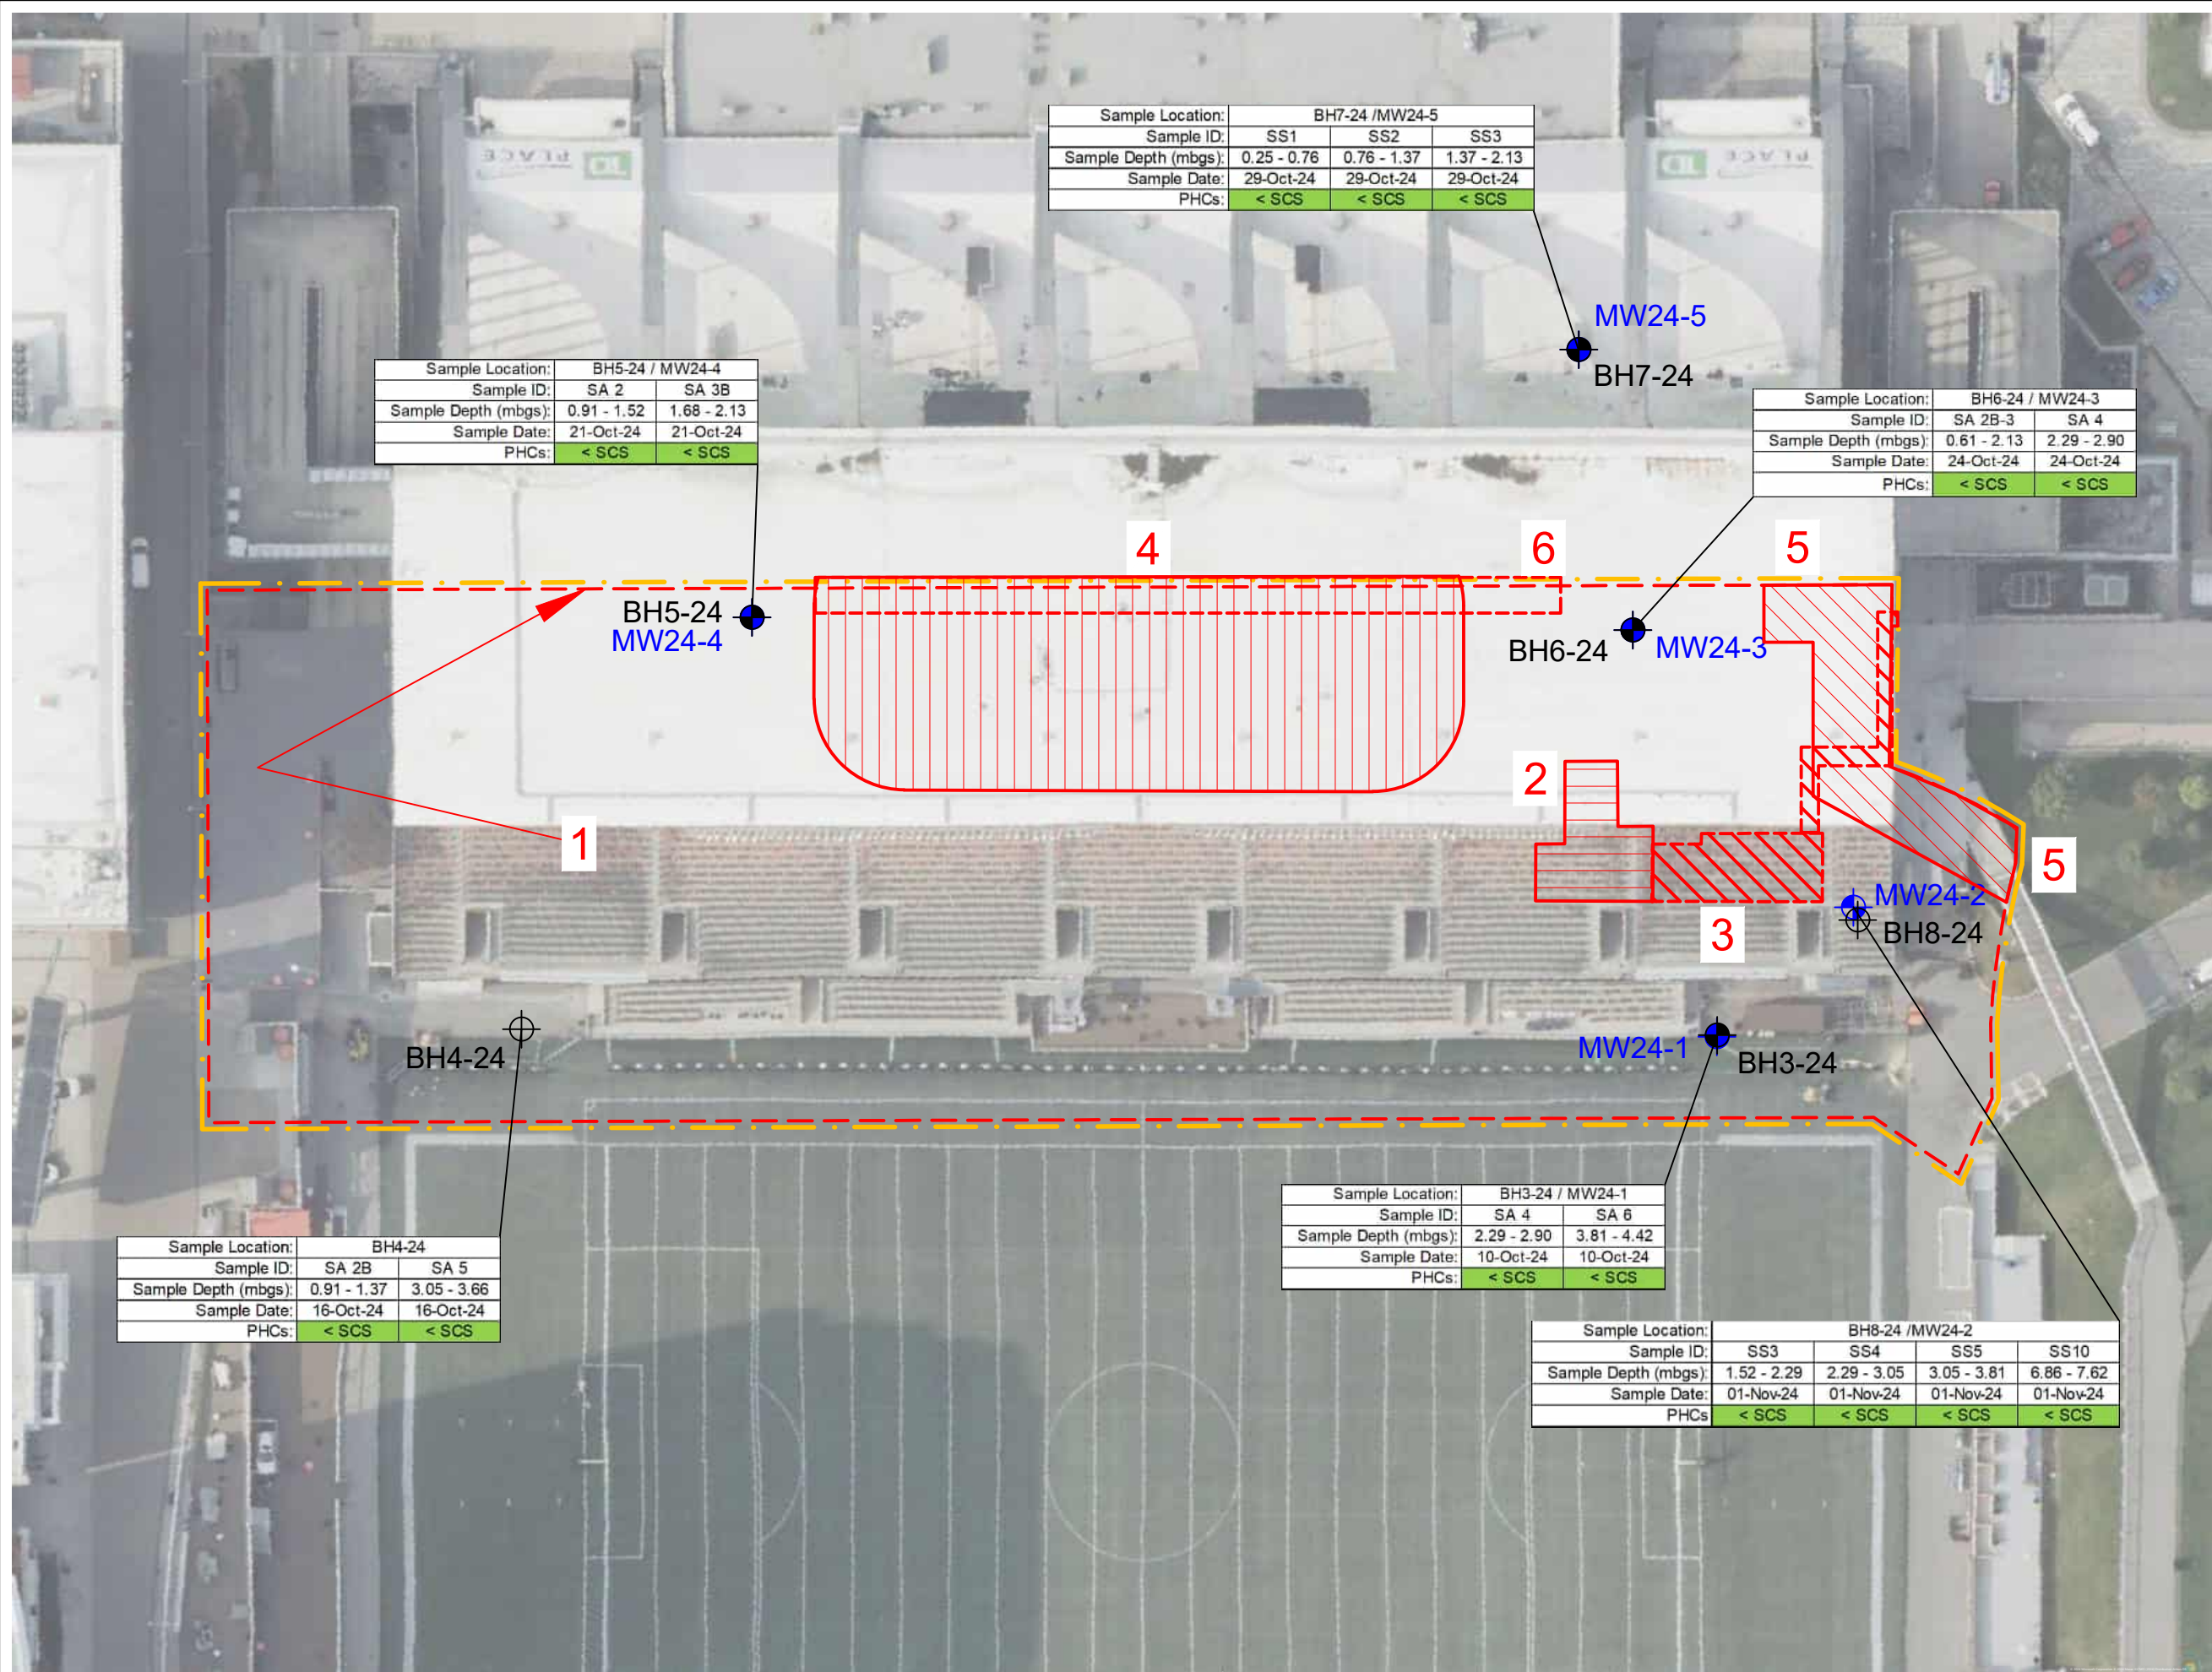 TD PLACE
TD PLACE
Sample Location: BH7-24 /MW24-5
Sample ID: SS1 SS2 SS3
Sample Depth (mbgs): 0.25 - 0.76 0.76 - 1.37 1.37 - 2.13
Sample Date: 29-Oct-24 29-Oct-24 29-Oct-24
PHCs: < SCS < SCS < SCS
MW24-5
BH7-24
Sample Location: BH5-24 / MW24-4
Sample ID: SA 2 SA 3B
Sample Depth (mbgs): 0.91 - 1.52 1.68 - 2.13
Sample Date: 21-Oct-24 21-Oct-24
PHCs: < SCS < SCS
Sample Location: BH6-24 / MW24-3
Sample ID: SA 2B-3 SA 4
Sample Depth (mbgs): 0.61 - 2.13 2.29 - 2.90
Sample Date: 24-Oct-24 24-Oct-24
PHCs: < SCS < SCS
4
6
5
BH5-24
MW24-4
BH6-24
MW24-3
2
1
5
3
MW24-2
BH8-24
BH4-24
MW24-1
BH3-24
Sample Location: BH3-24 / MW24-1
Sample ID: SA 4 SA 6
Sample Depth (mbgs): 2.29 - 2.90 3.81 - 4.42
Sample Date: 10-Oct-24 10-Oct-24
PHCs: < SCS < SCS
Sample Location: BH4-24
Sample ID: SA 2B SA 5
Sample Depth (mbgs): 0.91 - 1.37 3.05 - 3.66
Sample Date: 16-Oct-24 16-Oct-24
PHCs: < SCS < SCS
Sample Location: BH8-24 /MW24-2
Sample ID: SS3 SS4 SS5 SS10
Sample Depth (mbgs): 1.52 - 2.29 2.29 - 3.05 3.05 - 3.81 6.86 - 7.62
Sample Date: 01-Nov-24 01-Nov-24 01-Nov-24 01-Nov-24
PHCs < SCS < SCS < SCS < SCS